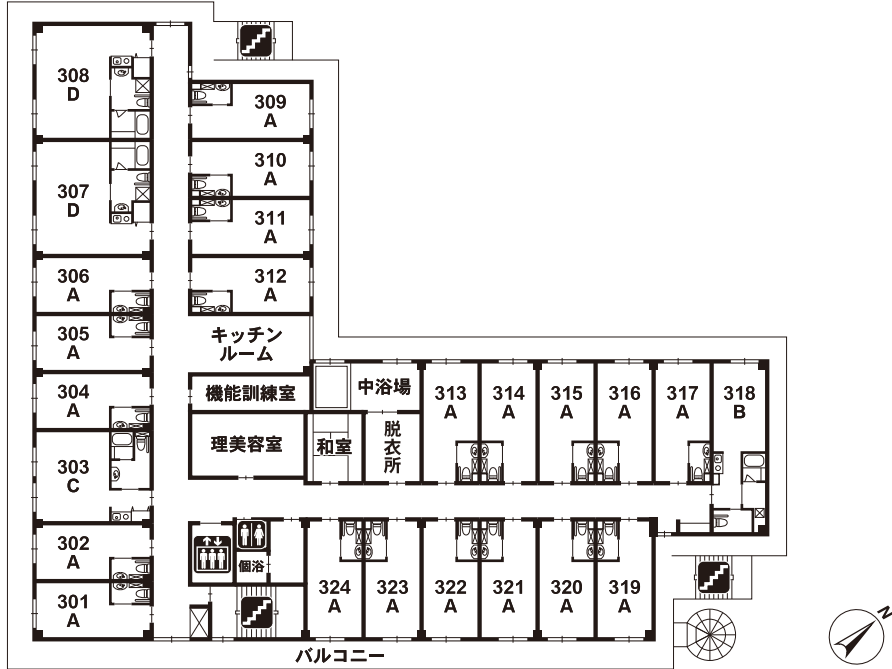 308
D
309
A
310
A
307
D
311
A
306
A
312
A
305
A
キッチン
ルーム
304
A
機能訓練室
中浴場
313
A
314
A
315
A
316
A
317
A
318
B
303
C
理美容室
和室
脱衣所
302
A
個浴
301
A
324
A
323
A
322
A
321
A
320
A
319
A
バルコニー
N